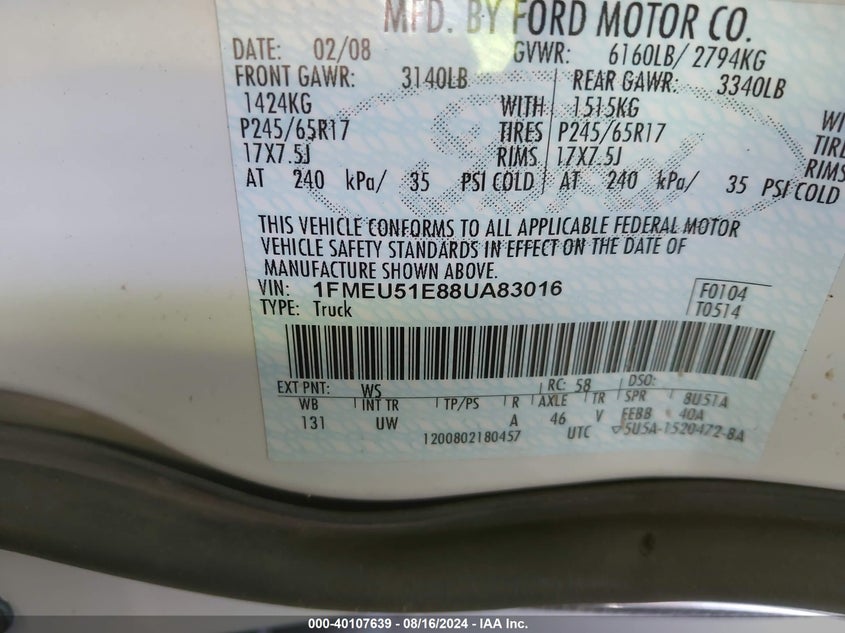 MFD. BY FORD MOTOR CO.
DATE: 02/08 GVWR: 6160LB/ 2794KG
FRONT GAWR: 3140LB REAR GAWR: 3340LB
1424KG WITH 1515KG WI
P245/65R17 TIRES P245/65R17 TIRE
17X7.5J RIMS 17X7.5J RIMS
AT 240 kPa/ 35 PSI COLD AT 240 kPa/ 35 PSI COLD
THIS VEHICLE CONFORMS TO ALL APPLICABLE FEDERAL MOTOR
VEHICLE SAFETY STANDARDS IN EFFECT ON THE DATE OF
MANUFACTURE SHOWN ABOVE.
VIN: 1FMEU51E88UA83016 F0104
TYPE: Truck T0514
EXT PNT: WS RC: 58 DSO:
WB INT TR TP/PS R AXLE TR SPR 8U51A
131 UW A 46 V EEBB 40A
1200802180457 UTC 5U5A-1520472-BA
000-40107639 - 08/16/2024 - IAA Inc.